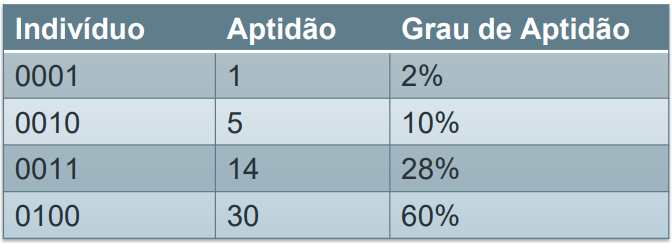 Indivíduo Aptidão Grau de Aptidão
0001 1 2%
0010 5 10%
0011 14 28%
0100 30 60%